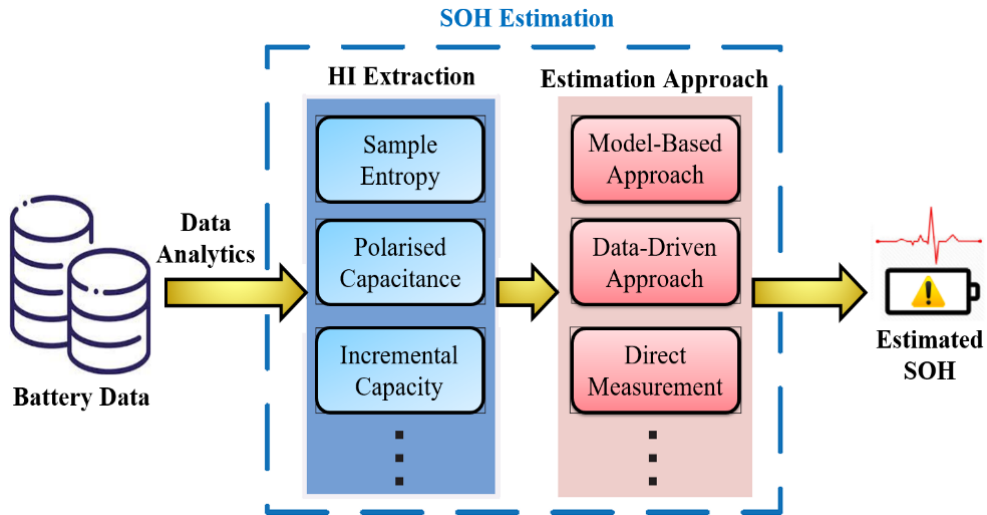 SOH Estimation
HI Extraction
Estimation Approach
Sample
Entropy
Model-Based
Approach
Data
Analytics
Polarised
Capacitance
Data-Driven
Approach
Incremental
Capacity
Direct
Measurement
Battery Data
Estimated
SOH